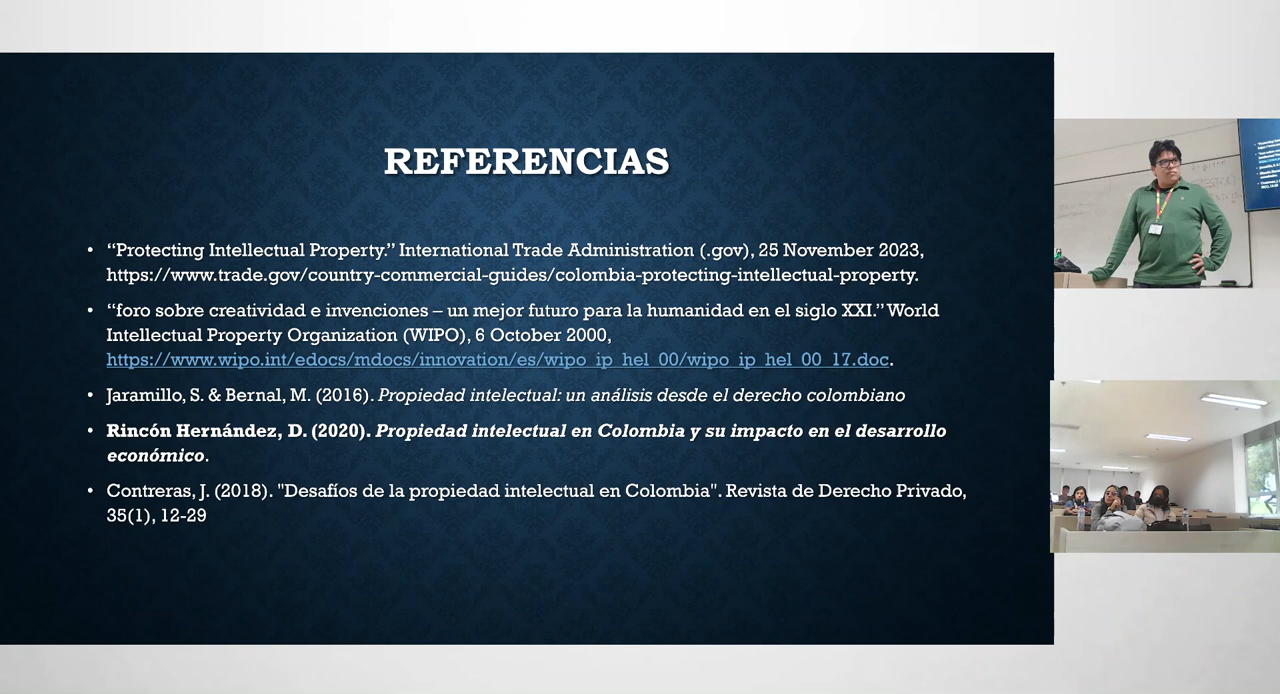 REFERENCIAS
• “Protecting Intellectual Property.” International Trade Administration (.gov), 25 November 2023,
https://www.trade.gov/country-commercial-guides/colombia-protecting-intellectual-property.
• “foro sobre creatividad e invenciones – un mejor futuro para la humanidad en el siglo XXI.” World
Intellectual Property Organization (WIPO), 6 October 2000,
https://www.wipo.int/edocs/mdocs/innovation/es/wipo_ip_hel_00/wipo_ip_hel_00_17.doc.
• Jaramillo, S. & Bernal, M. (2016). Propiedad intelectual: un análisis desde el derecho colombiano
• Rincón Hernández, D. (2020). Propiedad intelectual en Colombia y su impacto en el desarrollo
económico.
• Contreras, J. (2018). "Desafíos de la propiedad intelectual en Colombia". Revista de Derecho Privado,
35(1), 12-29